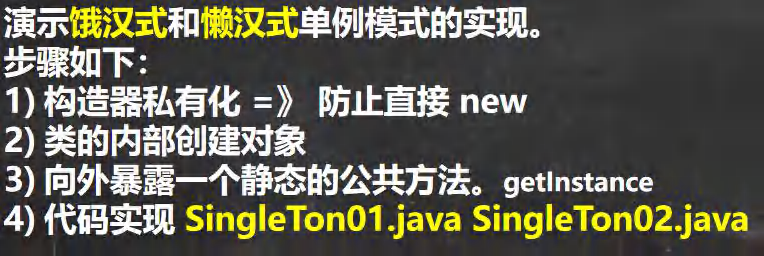 演示饿汉式和懒汉式单例模式的实现。
步骤如下：
1) 构造器私有化 =》 防止直接 new
2) 类的内部创建对象
3) 向外暴露一个静态的公共方法。getInstance
4) 代码实现 SingleTon01.java SingleTon02.java